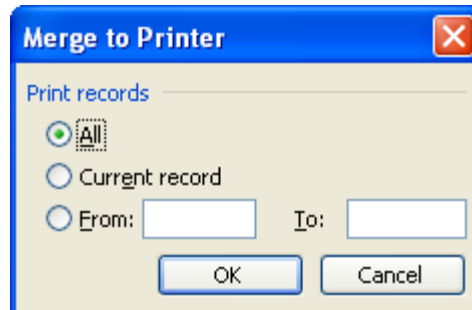 Merge to Printer
Print records
All
Current record
From: To:
OK Cancel